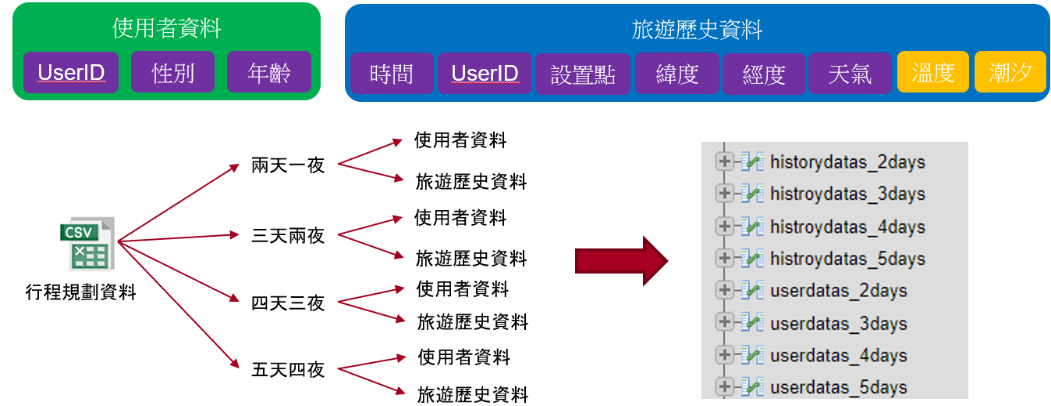 使用者資料
UserID
性別
年齡
旅遊歷史資料
時間
UserID
設置點
緯度
經度
天氣
溫度
潮汐
CSV
行程規劃資料
兩天一夜
使用者資料
旅遊歷史資料
三天兩夜
使用者資料
旅遊歷史資料
四天三夜
使用者資料
旅遊歷史資料
五天四夜
使用者資料
旅遊歷史資料
historydatas_2days
histroydatas_3days
histroydatas_4days
histroydatas_5days
userdatas_2days
userdatas_3days
userdatas_4days
userdatas_5days